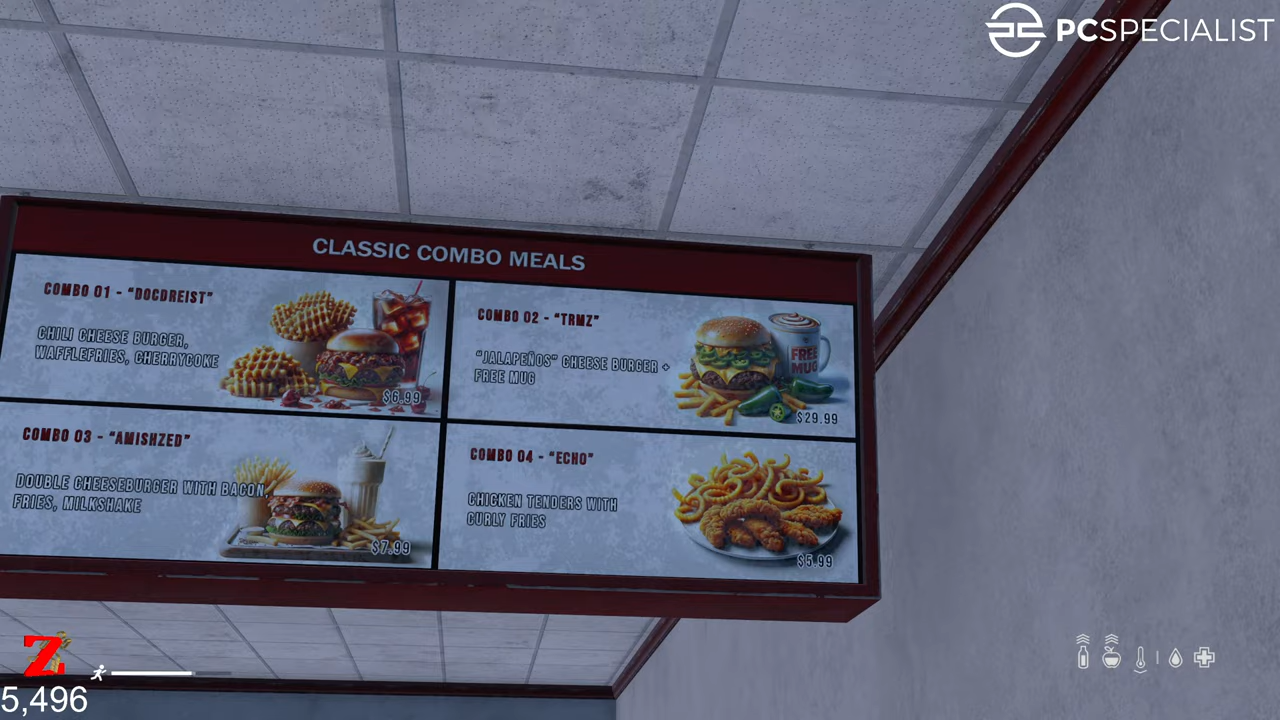 PCSPECIALIST
CLASSIC COMBO MEALS
COMBO 01 - "DOCDREIST"
CHILI CHEESE BURGER,
WAFFLEFRIES, CHERRYCOKE
$6.99
COMBO 02 - "TRMZ"
"JALAPEÑOS" CHEESE BURGER +
FREE MUG
FREE
MUG
$29.99
COMBO 03 - "AMISHZED"
DOUBLE CHEESEBURGER WITH BACON,
FRIES, MILKSHAKE
$7.99
COMBO 04 - "ECHO"
CHICKEN TENDERS WITH
CURLY FRIES
$5.99
Z
5,496